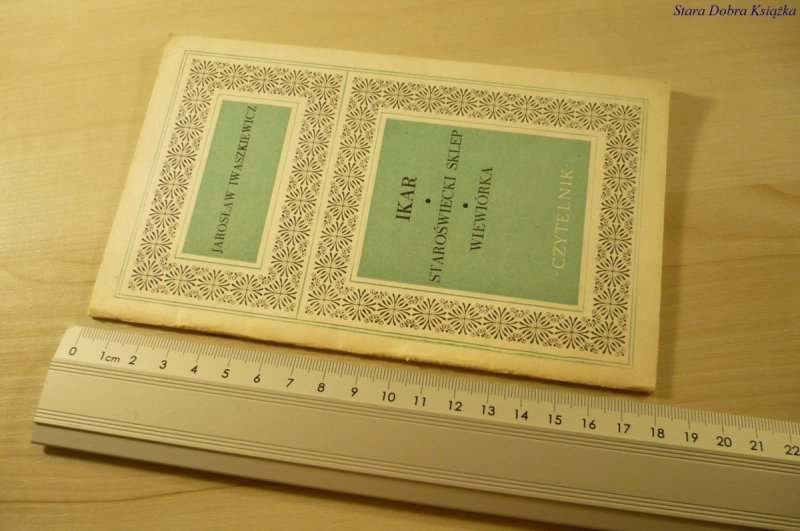 Stara Dobra Książka
JAROSŁAW IWASZKIEWICZ
IKAR
•
STAROŚWIECKI SKLEP
•
WIEWIÓRKA
CZYTELNIK
0 1cm 2 3 4 5 6 7 8 9 10 11 12 13 14 15 16 17 18 19 20 21 22